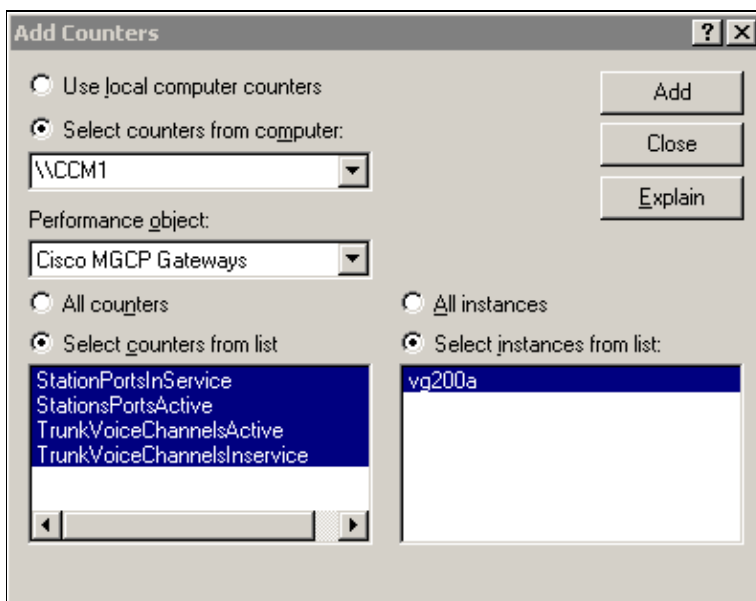 Add Counters
Use local computer counters
Select counters from computer:
\\CCM1
Performance object:
Cisco MGCP Gateways
All counters
Select counters from list
StationPortsInService
StationsPortsActive
TrunkVoiceChannelsActive
TrunkVoiceChannelsInservice
All instances
Select instances from list:
vg200a
Add
Close
Explain